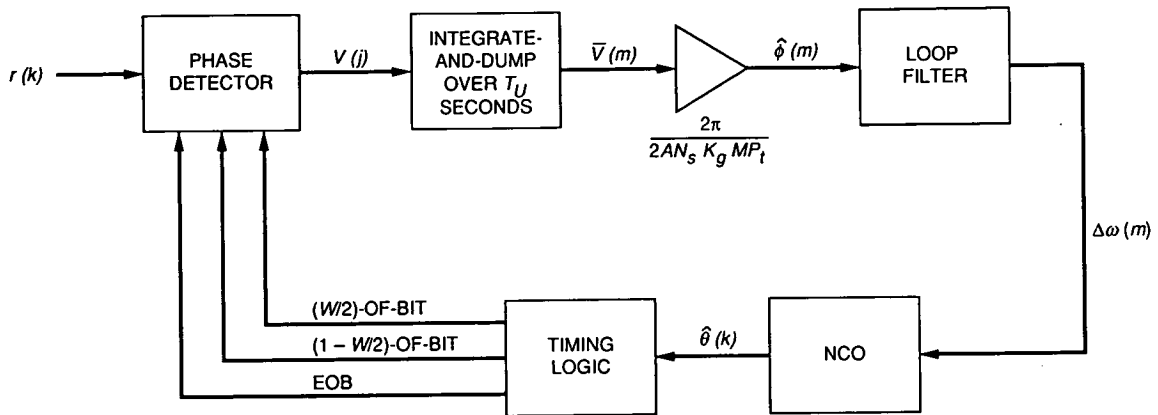 r (k)
PHASE
DETECTOR
V (j)
INTEGRATE-
AND-DUMP
OVER T_U
SECONDS
V̅ (m)
2π
2AN_s K_g MP_t
ϕ̂ (m)
LOOP
FILTER
Δω (m)
NCO
θ̂ (k)
TIMING
LOGIC
(W/2)-OF-BIT
(1 – W/2)-OF-BIT
EOB